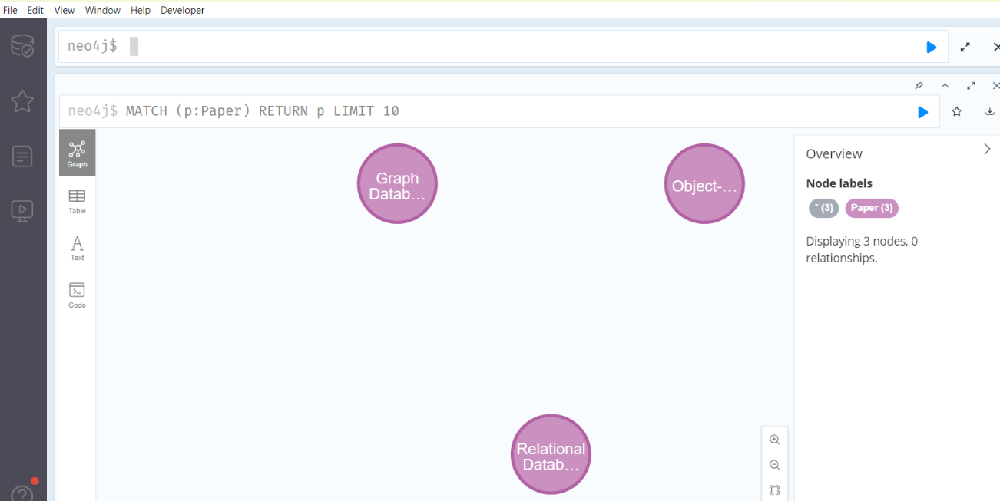 File Edit View Window Help Developer
neo4j$
neo4j$ MATCH (p:Paper) RETURN p LIMIT 10
Graph
Table
Text
Code
Graph
Datab...
Object-...
Relational
Datab...
Overview
Node labels
* (3) Paper (3)
Displaying 3 nodes, 0
relationships.